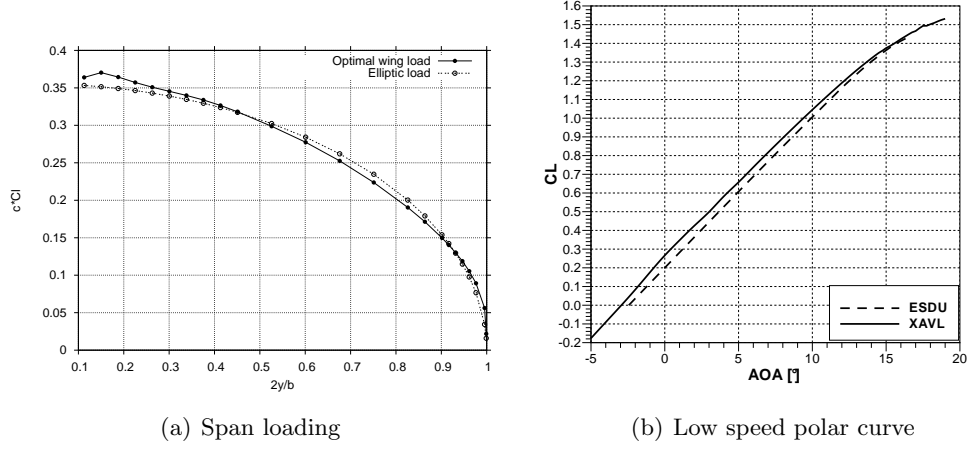 0.4
0.35
0.3
0.25
0.2
0.15
0.1
0.05
0
c*Cl
Optimal wing load
Elliptic load
0.1 0.2 0.3 0.4 0.5 0.6 0.7 0.8 0.9 1
2y/b
(a) Span loading
1.6
1.5
1.4
1.3
1.2
1.1
1.0
0.9
0.8
0.7
0.6
0.5
0.4
0.3
0.2
0.1
0.0
-0.1
-0.2
CL
ESDU
XAVL
-5 0 5 10 15 20
AOA [°]
(b) Low speed polar curve